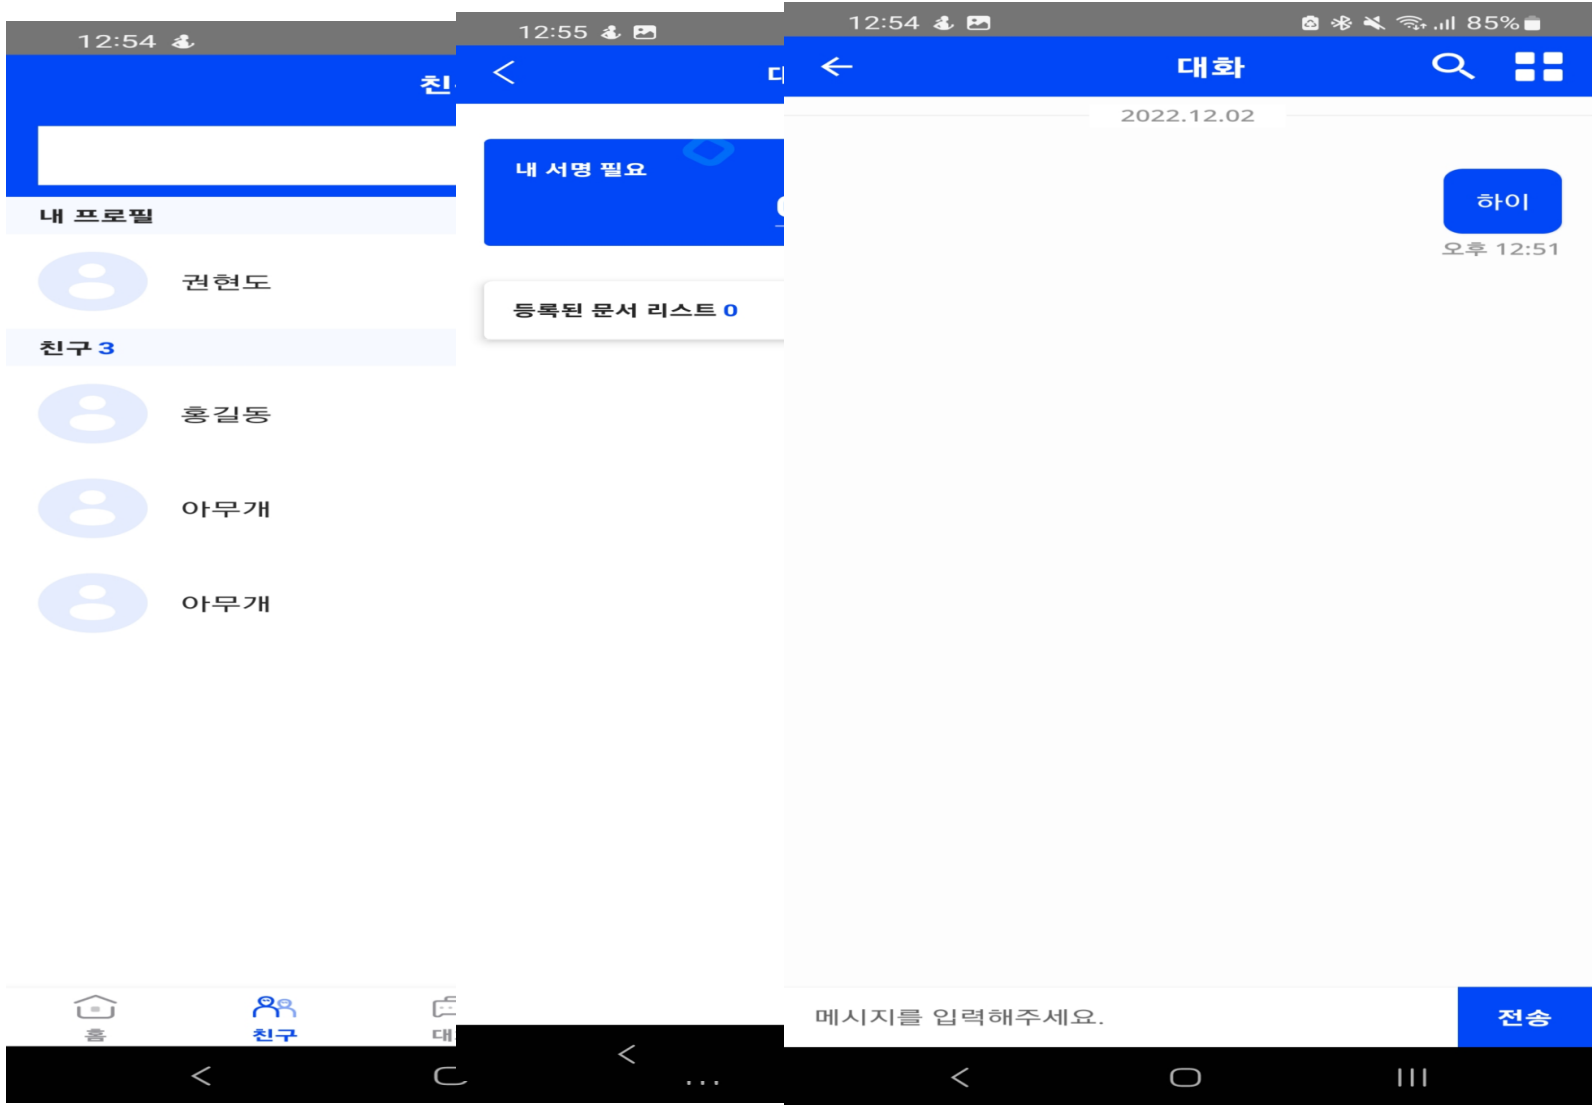 12:54
친
내 프로필
권현도
친구 3
홍길동
아무개
아무개
홈
친구
대
12:55
내 서명 필요
등록된 문서 리스트 0
12:54
85%
대화
2022.12.02
하이
오후 12:51
메시지를 입력해주세요.
전송